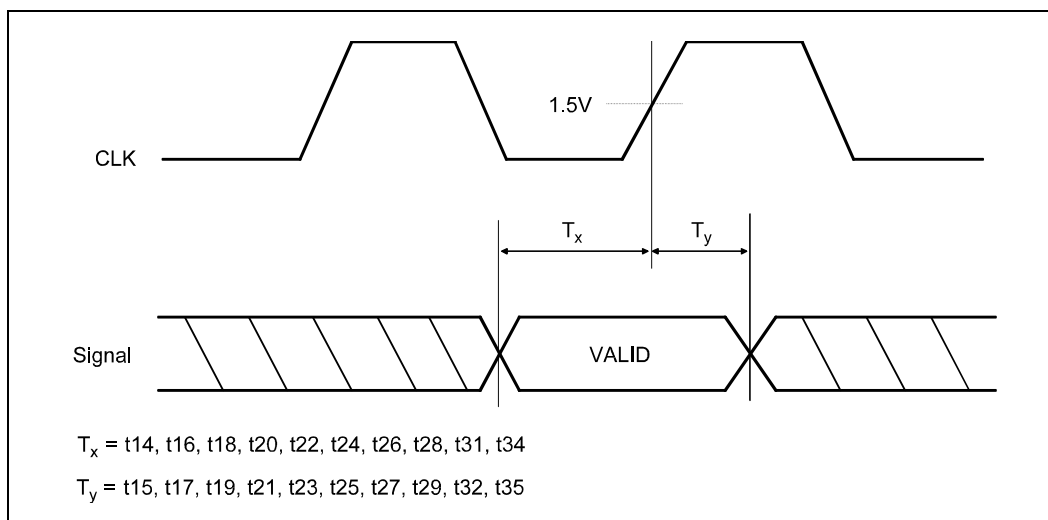 1.5V
CLK
Tx
Ty
Signal
VALID
Tx = t14, t16, t18, t20, t22, t24, t26, t28, t31, t34
Ty = t15, t17, t19, t21, t23, t25, t27, t29, t32, t35